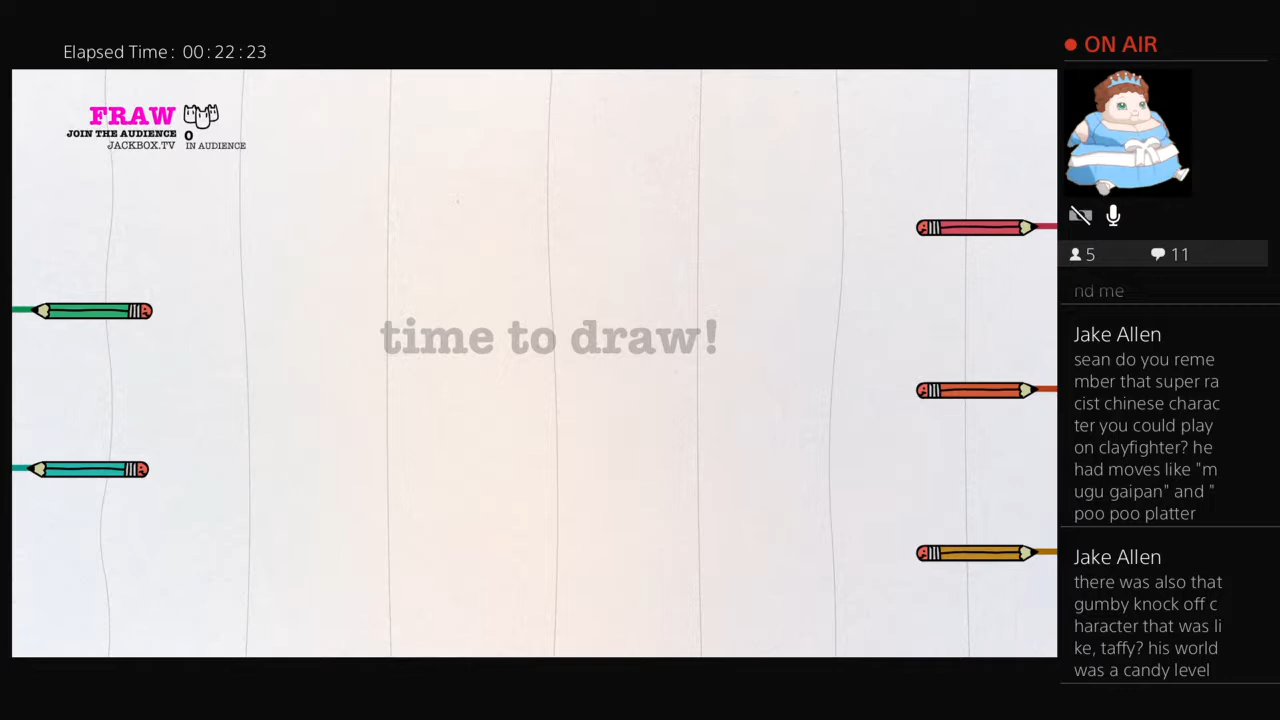 Elapsed Time: 00:22:23
FRAW
JOIN THE AUDIENCE
JACKBOX.TV
0
IN AUDIENCE
time to draw!
ON AIR
5
11
nd me
Jake Allen
sean do you reme
mber that super ra
cist chinese charac
ter you could play
on clayfighter? he
had moves like "m
ugu gaipan" and "
poo poo platter
Jake Allen
there was also that
gumby knock off c
haracter that was li
ke, taffy? his world
was a candy level